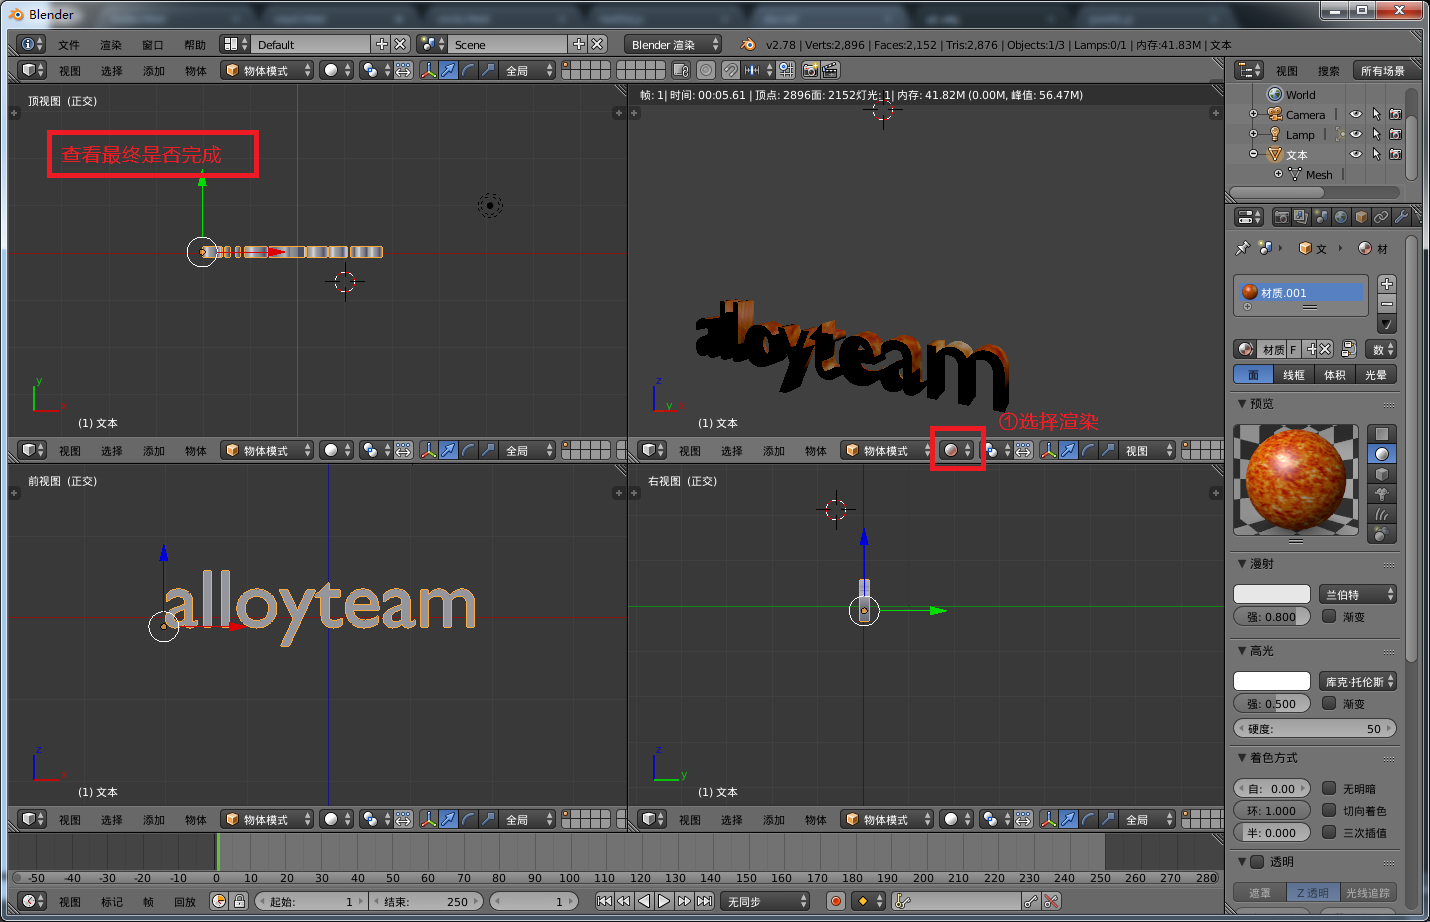 Blender
文件 渲染 窗口 帮助 Default Scene Blender 渲染 v2.78 | Verts:2,896 | Faces:2,152 | Tris:2,876 | Objects:1/3 | Lamps:0/1 | 内存:41.83M | 文本
视图 选择 添加 物体 物体模式 全局
视图 搜索 所有场景
顶视图 (正交)
查看最终是否完成
(1) 文本
帧: 1| 时间: 00:05.61 | 顶点: 2896面: 2152灯光: 1| 内存: 41.82M (0.00M, 峰值: 56.47M)
alloyteam
①选择渲染
(1) 文本
World
Camera
Lamp
文本
Mesh
视图 选择 添加 物体 物体模式 全局
视图 选择 添加 物体 物体模式 视图
前视图 (正交)
alloyteam
(1) 文本
右视图 (正交)
(1) 文本
视图 选择 添加 物体 物体模式 全局
视图 选择 添加 物体 物体模式 全局
文 材
材质.001
材质 F 数
面 线框 体积 光晕
预览
漫射
兰伯特
强: 0.800 渐变
高光
库克·托伦斯
强: 0.500 渐变
硬度: 50
着色方式
自: 0.00 无明暗
环: 1.000 切向着色
半: 0.000 三次插值
透明
遮罩 Z 透明 光线追踪
-50 -40 -30 -20 -10 0 10 20 30 40 50 60 70 80 90 100 110 120 130 140 150 160 170 180 190 200 210 220 230 240 250 260 270 280
视图 标记 帧 回放 起始: 1 结束: 250 1 无同步